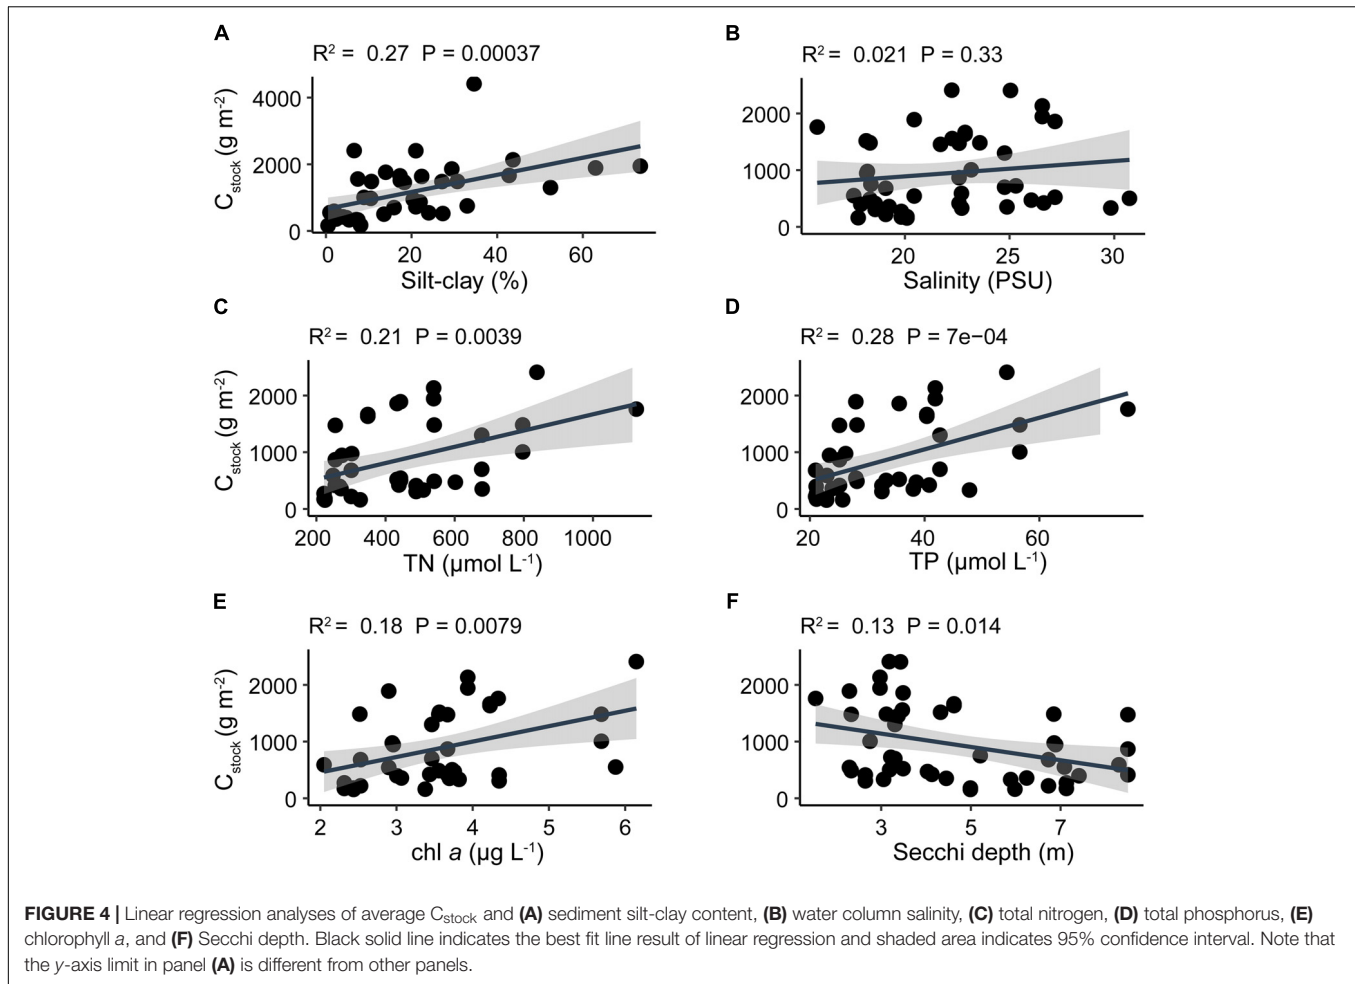 A
R² = 0.27 P = 0.00037
Cstock (g m-2)
4000
2000
0
0 20 40 60
Silt-clay (%)
B
R² = 0.021 P = 0.33
2000
1000
0
20 25 30
Salinity (PSU)
C
R² = 0.21 P = 0.0039
Cstock (g m-2)
2000
1000
0
200 400 600 800 1000
TN (µmol L-1)
D
R² = 0.28 P = 7e−04
2000
1000
0
20 40 60
TP (µmol L-1)
E
R² = 0.18 P = 0.0079
Cstock (g m-2)
2000
1000
0
2 3 4 5 6
chl a (µg L-1)
F
R² = 0.13 P = 0.014
2000
1000
0
3 5 7
Secchi depth (m)
FIGURE 4 | Linear regression analyses of average Cstock and (A) sediment silt-clay content, (B) water column salinity, (C) total nitrogen, (D) total phosphorus, (E)
chlorophyll a, and (F) Secchi depth. Black solid line indicates the best fit line result of linear regression and shaded area indicates 95% confidence interval. Note that
the y-axis limit in panel (A) is different from other panels.